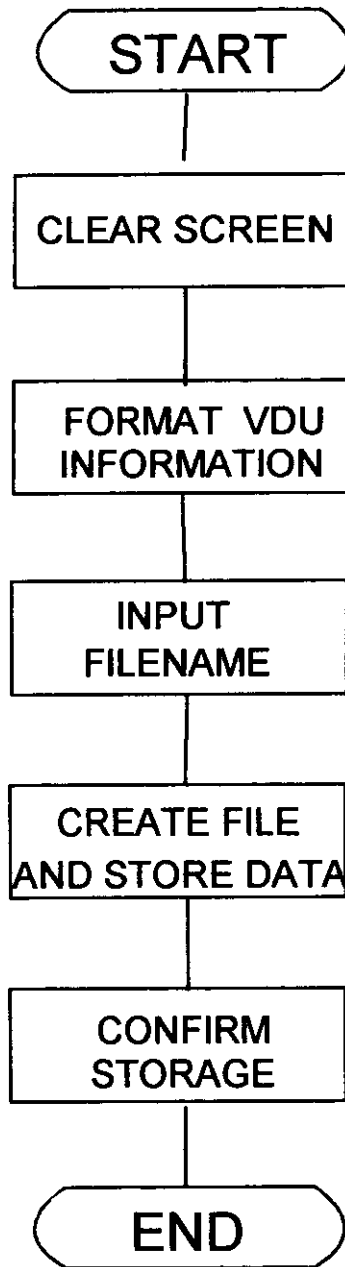 START
CLEAR SCREEN
FORMAT VDU
INFORMATION
INPUT
FILENAME
CREATE FILE
AND STORE DATA
CONFIRM
STORAGE
END